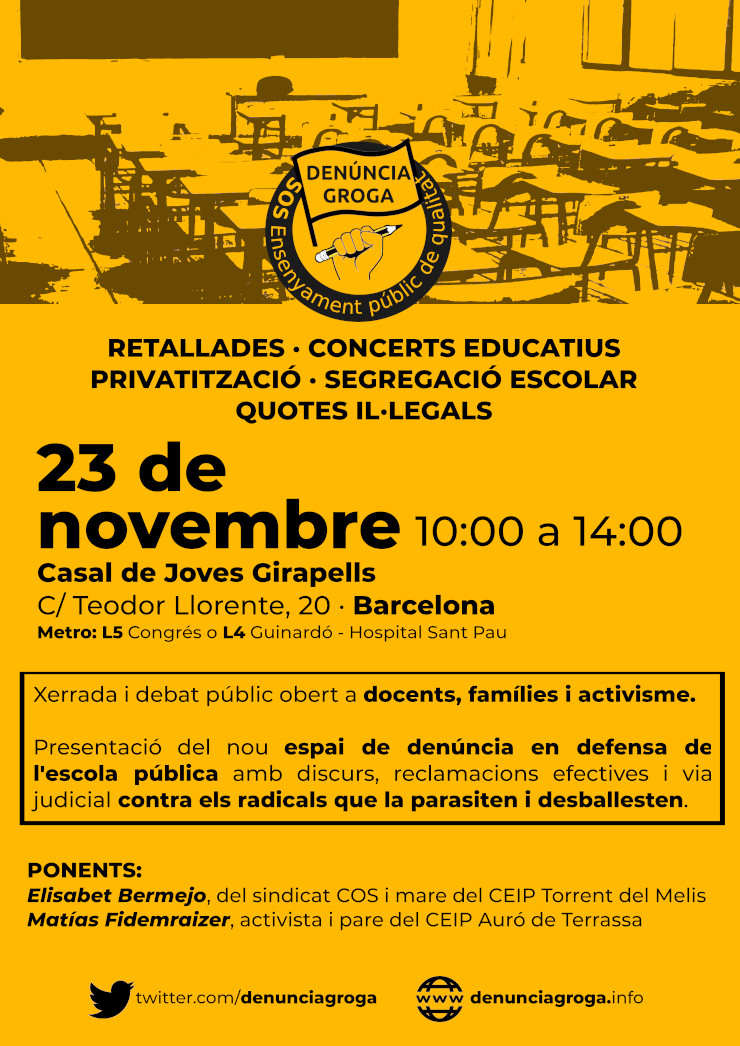 DENÚNCIA
GROGA
SOS Ensenyament públic de qualitat
RETALLADES · CONCERTS EDUCATIUS
PRIVATITZACIÓ · SEGREGACIÓ ESCOLAR
QUOTES IL·LEGALS
23 de
novembre 10:00 a 14:00
Casal de Joves Girapells
C/ Teodor Llorente, 20 · Barcelona
Metro: L5 Congrés o L4 Guinardó - Hospital Sant Pau
Xerrada i debat públic obert a docents, famílies i activisme.
Presentació del nou espai de denúncia en defensa de
l'escola pública amb discurs, reclamacions efectives i via
judicial contra els radicals que la parasiten i desballesten.
PONENTS:
Elisabet Bermejo, del sindicat COS i mare del CEIP Torrent del Melis
Matías Fidemraizer, activista i pare del CEIP Auró de Terrassa
twitter.com/denunciagroga
www denunciagroga.info